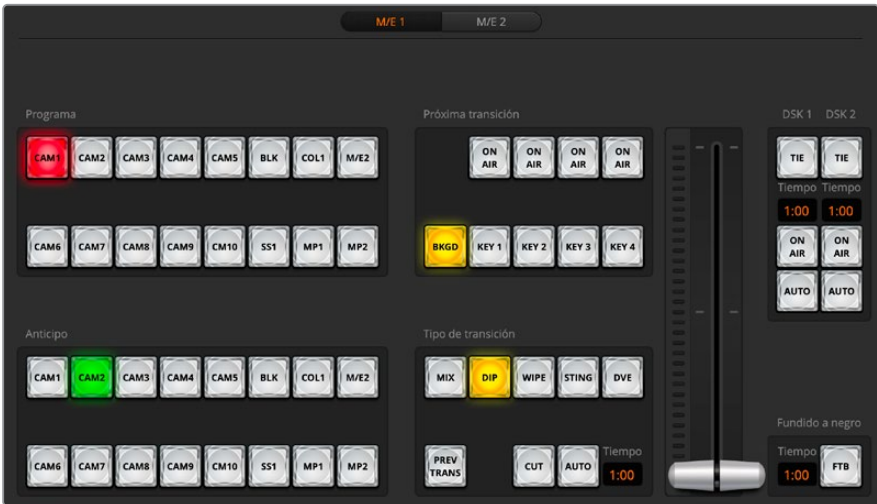 M/E 1 M/E 2
Programa
CAM1 CAM2 CAM3 CAM4 CAM5 BLK COL1 M/E2
CAM6 CAM7 CAM8 CAM9 CM10 SS1 MP1 MP2
Próxima transición
ON AIR ON AIR ON AIR ON AIR
BKGD KEY 1 KEY 2 KEY 3 KEY 4
DSK 1 DSK 2
TIE TIE
Tiempo Tiempo
1:00 1:00
ON AIR ON AIR
AUTO AUTO
Anticipo
CAM1 CAM2 CAM3 CAM4 CAM5 BLK COL1 M/E2
CAM6 CAM7 CAM8 CAM9 CM10 SS1 MP1 MP2
Tipo de transición
MIX DIP WIPE STING DVE
PREV TRANS CUT AUTO Tiempo 1:00
Fundido a negro
Tiempo
1:00 FTB